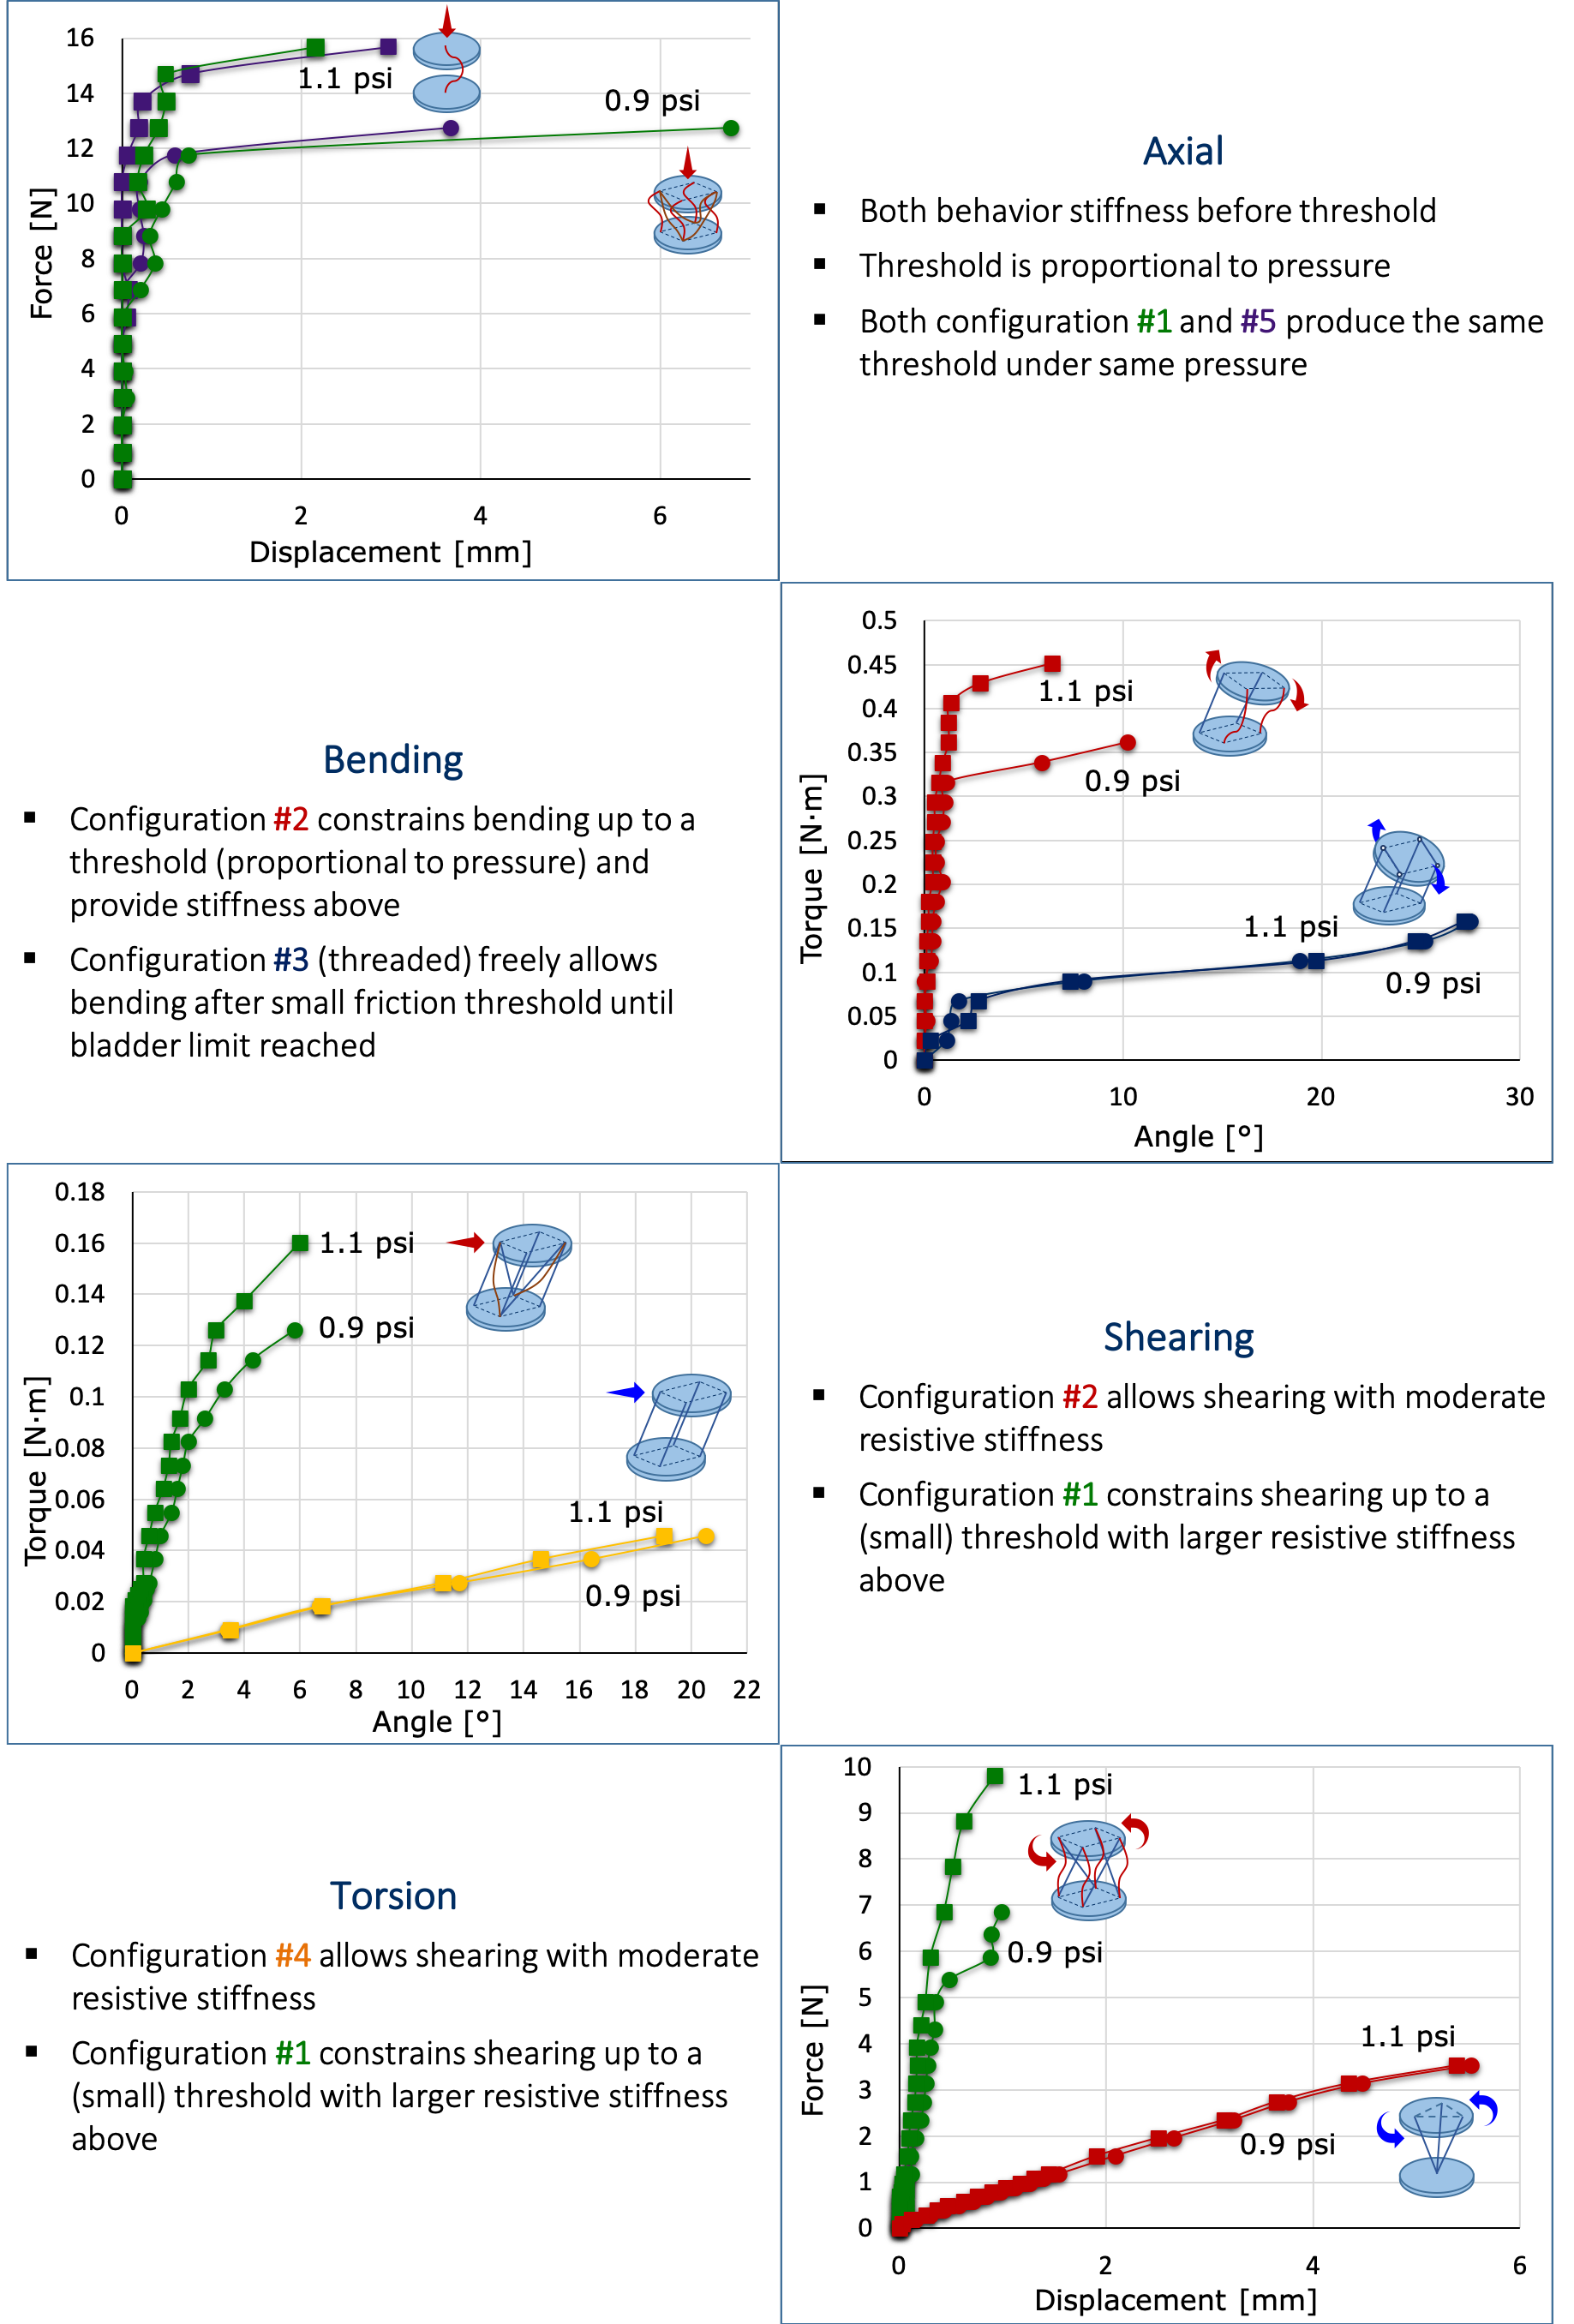 16
14
12
10
8
6
4
2
0
Force [N]
1.1 psi
0.9 psi
0
2
4
6
Displacement [mm]
Axial
▪ Both behavior stiffness before threshold
▪ Threshold is proportional to pressure
▪ Both configuration #1 and #5 produce the same
threshold under same pressure
Bending
▪ Configuration #2 constrains bending up to a
threshold (proportional to pressure) and
provide stiffness above
▪ Configuration #3 (threaded) freely allows
bending after small friction threshold until
bladder limit reached
0.5
0.45
0.4
0.35
0.3
0.25
0.2
0.15
0.1
0.05
0
Torque [N·m]
1.1 psi
0.9 psi
1.1 psi
0.9 psi
0
10
20
30
Angle [°]
0.18
0.16
0.14
0.12
0.1
0.08
0.06
0.04
0.02
0
Torque [N·m]
1.1 psi
0.9 psi
1.1 psi
0.9 psi
0
2
4
6
8
10
12
14
16
18
20
22
Angle [°]
Shearing
▪ Configuration #2 allows shearing with moderate
resistive stiffness
▪ Configuration #1 constrains shearing up to a
(small) threshold with larger resistive stiffness
above
Torsion
▪ Configuration #4 allows shearing with moderate
resistive stiffness
▪ Configuration #1 constrains shearing up to a
(small) threshold with larger resistive stiffness
above
10
9
8
7
6
5
4
3
2
1
0
Force [N]
1.1 psi
0.9 psi
1.1 psi
0.9 psi
0
2
4
6
Displacement [mm]